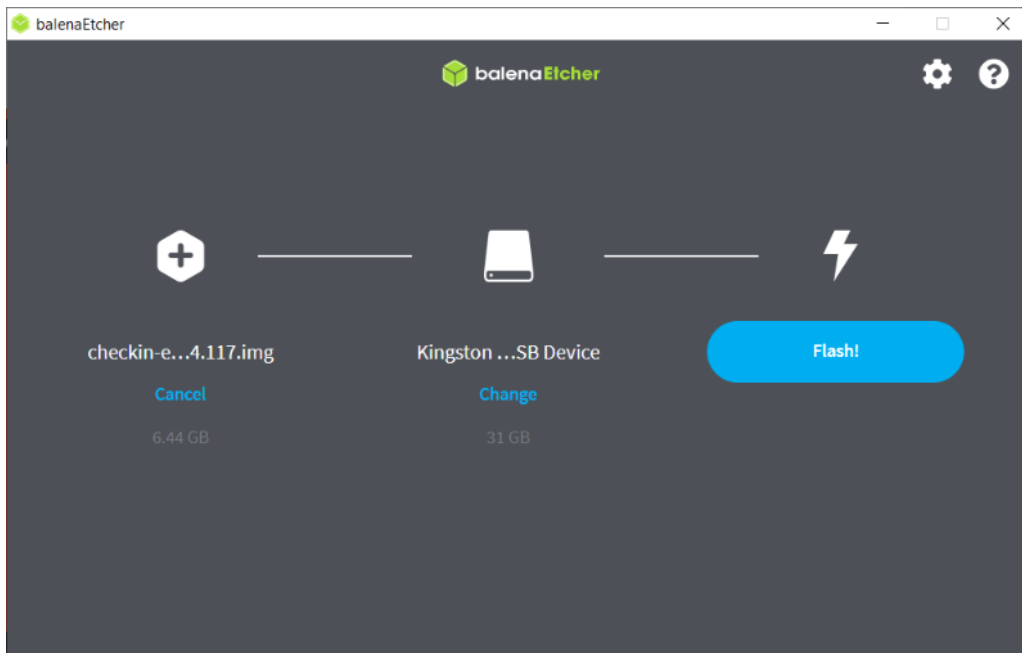 balenaEtcher
balenaEtcher
checkin-e...4.117.img
Kingston ...SB Device
Flash!
Cancel
Change
6.44 GB
31 GB